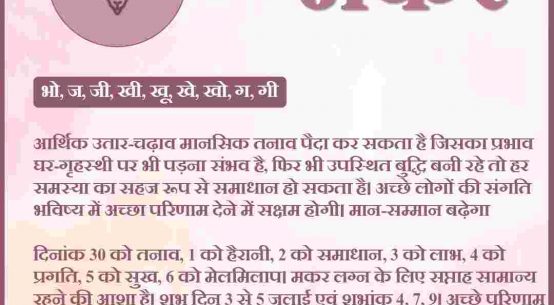 मकर
भो, ज, जी, खी, खू, खे, खो, ग, गी
आर्थिक उतार-चढ़ाव मानसिक तनाव पैदा कर सकता है जिसका प्रभाव
घर-गृहस्थी पर भी पड़ना संभव है, फिर भी उपस्थित बुद्धि बनी रहे तो हर
समस्या का सहज रूप से समाधान हो सकता है। अच्छे लोगों की संगति
भविष्य में अच्छा परिणाम देने में सक्षम होगी। मान-सम्मान बढ़ेगा
दिनांक 30 को तनाव, 1 को हैरानी, 2 को समाधान, 3 को लाभ, 4 को
प्रगति, 5 को सुख, 6 को मेलमिलाप। मकर लग्न के लिए सप्ताह सामान्य
रहने की आशा है। शुभ दिन 3 से 5 जुलाई एवं शुभांक 4, 7, 9। अच्छे परिणाम